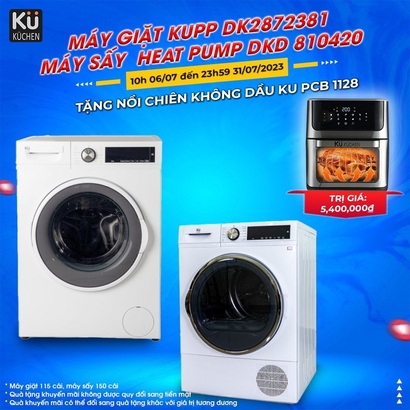 KU
KÜCHEN
MÁY GIẶT KUPP DK2872381
MÁY SẤY HEAT PUMP DKD 810420
10h 06/07 đến 23h59 31/07/2023
TẶNG NỒI CHIÊN KHÔNG DẦU KU PCB 1128
200
KU
KÜCHEN
TRỊ GIÁ:
5,400,000₫
* Máy giặt 115 cái, máy sấy 150 cái
* Quà tặng khuyến mãi không được quy đổi sang tiền mặt
* Quà khuyến mãi có thể đổi sang quà tặng khác với giá trị tương đương